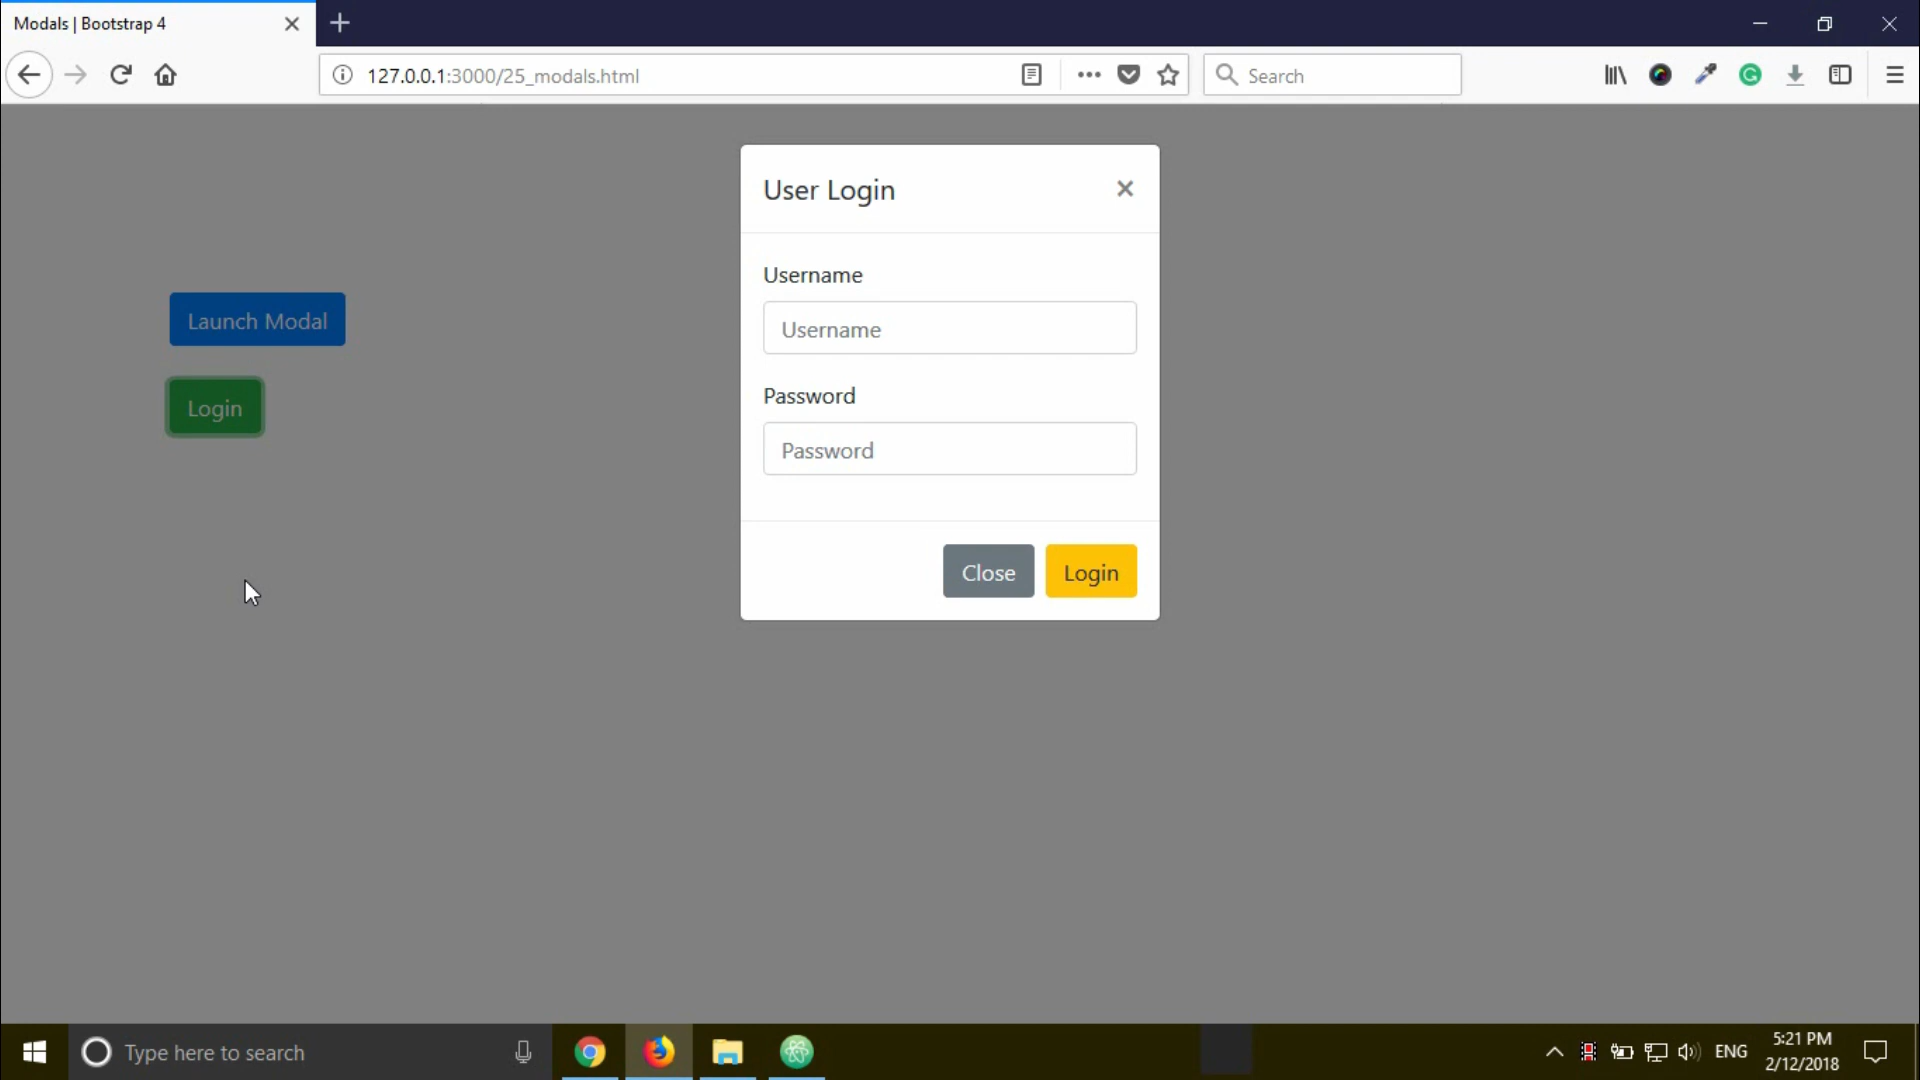 Modals | Bootstrap 4
127.0.0.1:3000/25_modals.html
Search
User Login
×
Username
Username
Launch Modal
Password
Login
Password
Close
Login
Type here to search
ENG
5:21 PM
2/12/2018